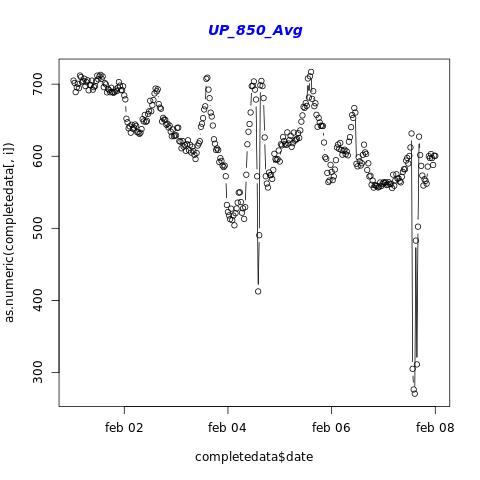 UP_850_Avg
as.numeric(completedata[, i])
700
600
500
400
300
feb 02
feb 04
feb 06
feb 08
completedata$date